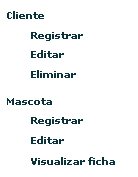 Cliente
Registrar
Editar
Eliminar
Mascota
Registrar
Editar
Visualizar ficha